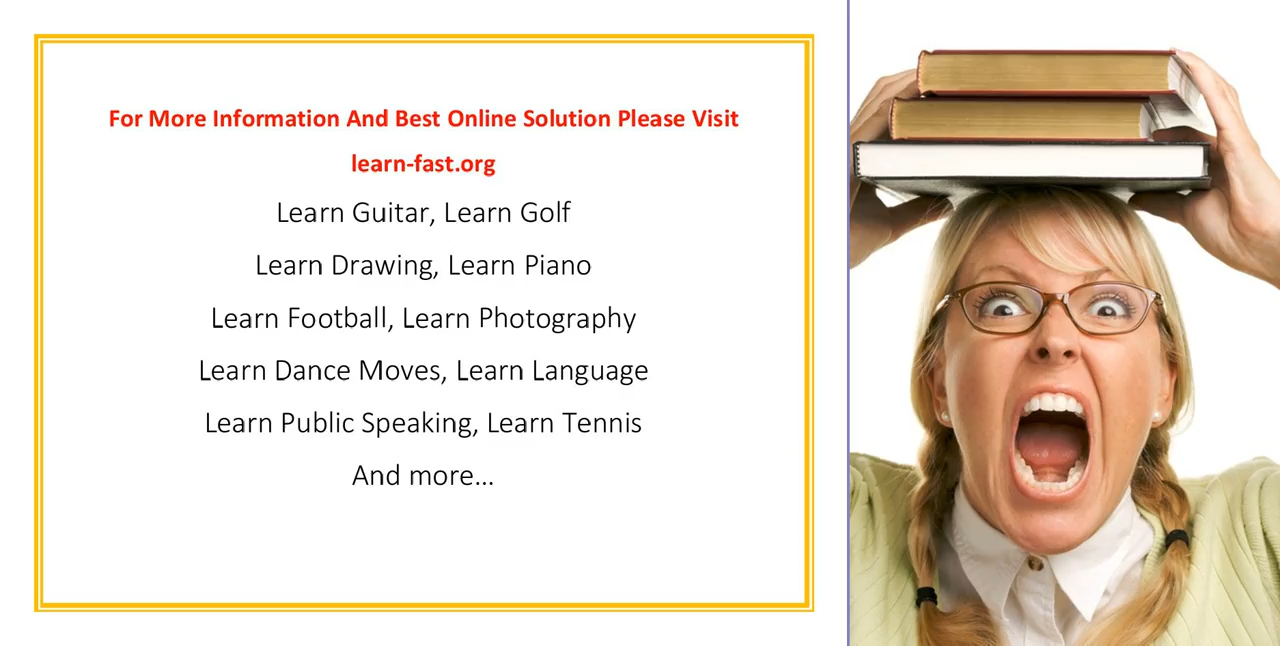 For More Information And Best Online Solution Please Visit
learn-fast.org
Learn Guitar, Learn Golf
Learn Drawing, Learn Piano
Learn Football, Learn Photography
Learn Dance Moves, Learn Language
Learn Public Speaking, Learn Tennis
And more...